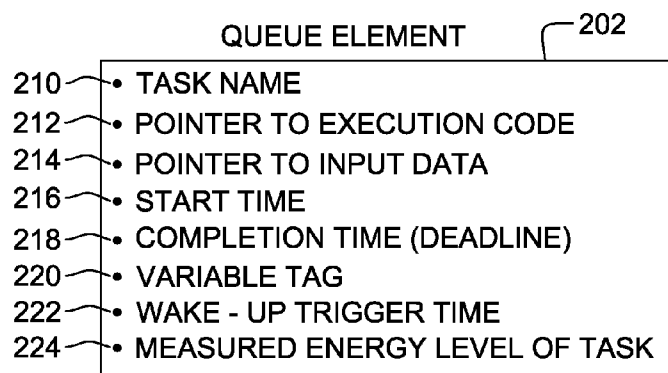 QUEUE ELEMENT 202
210 • TASK NAME
212 • POINTER TO EXECUTION CODE
214 • POINTER TO INPUT DATA
216 • START TIME
218 • COMPLETION TIME (DEADLINE)
220 • VARIABLE TAG
222 • WAKE - UP TRIGGER TIME
224 • MEASURED ENERGY LEVEL OF TASK